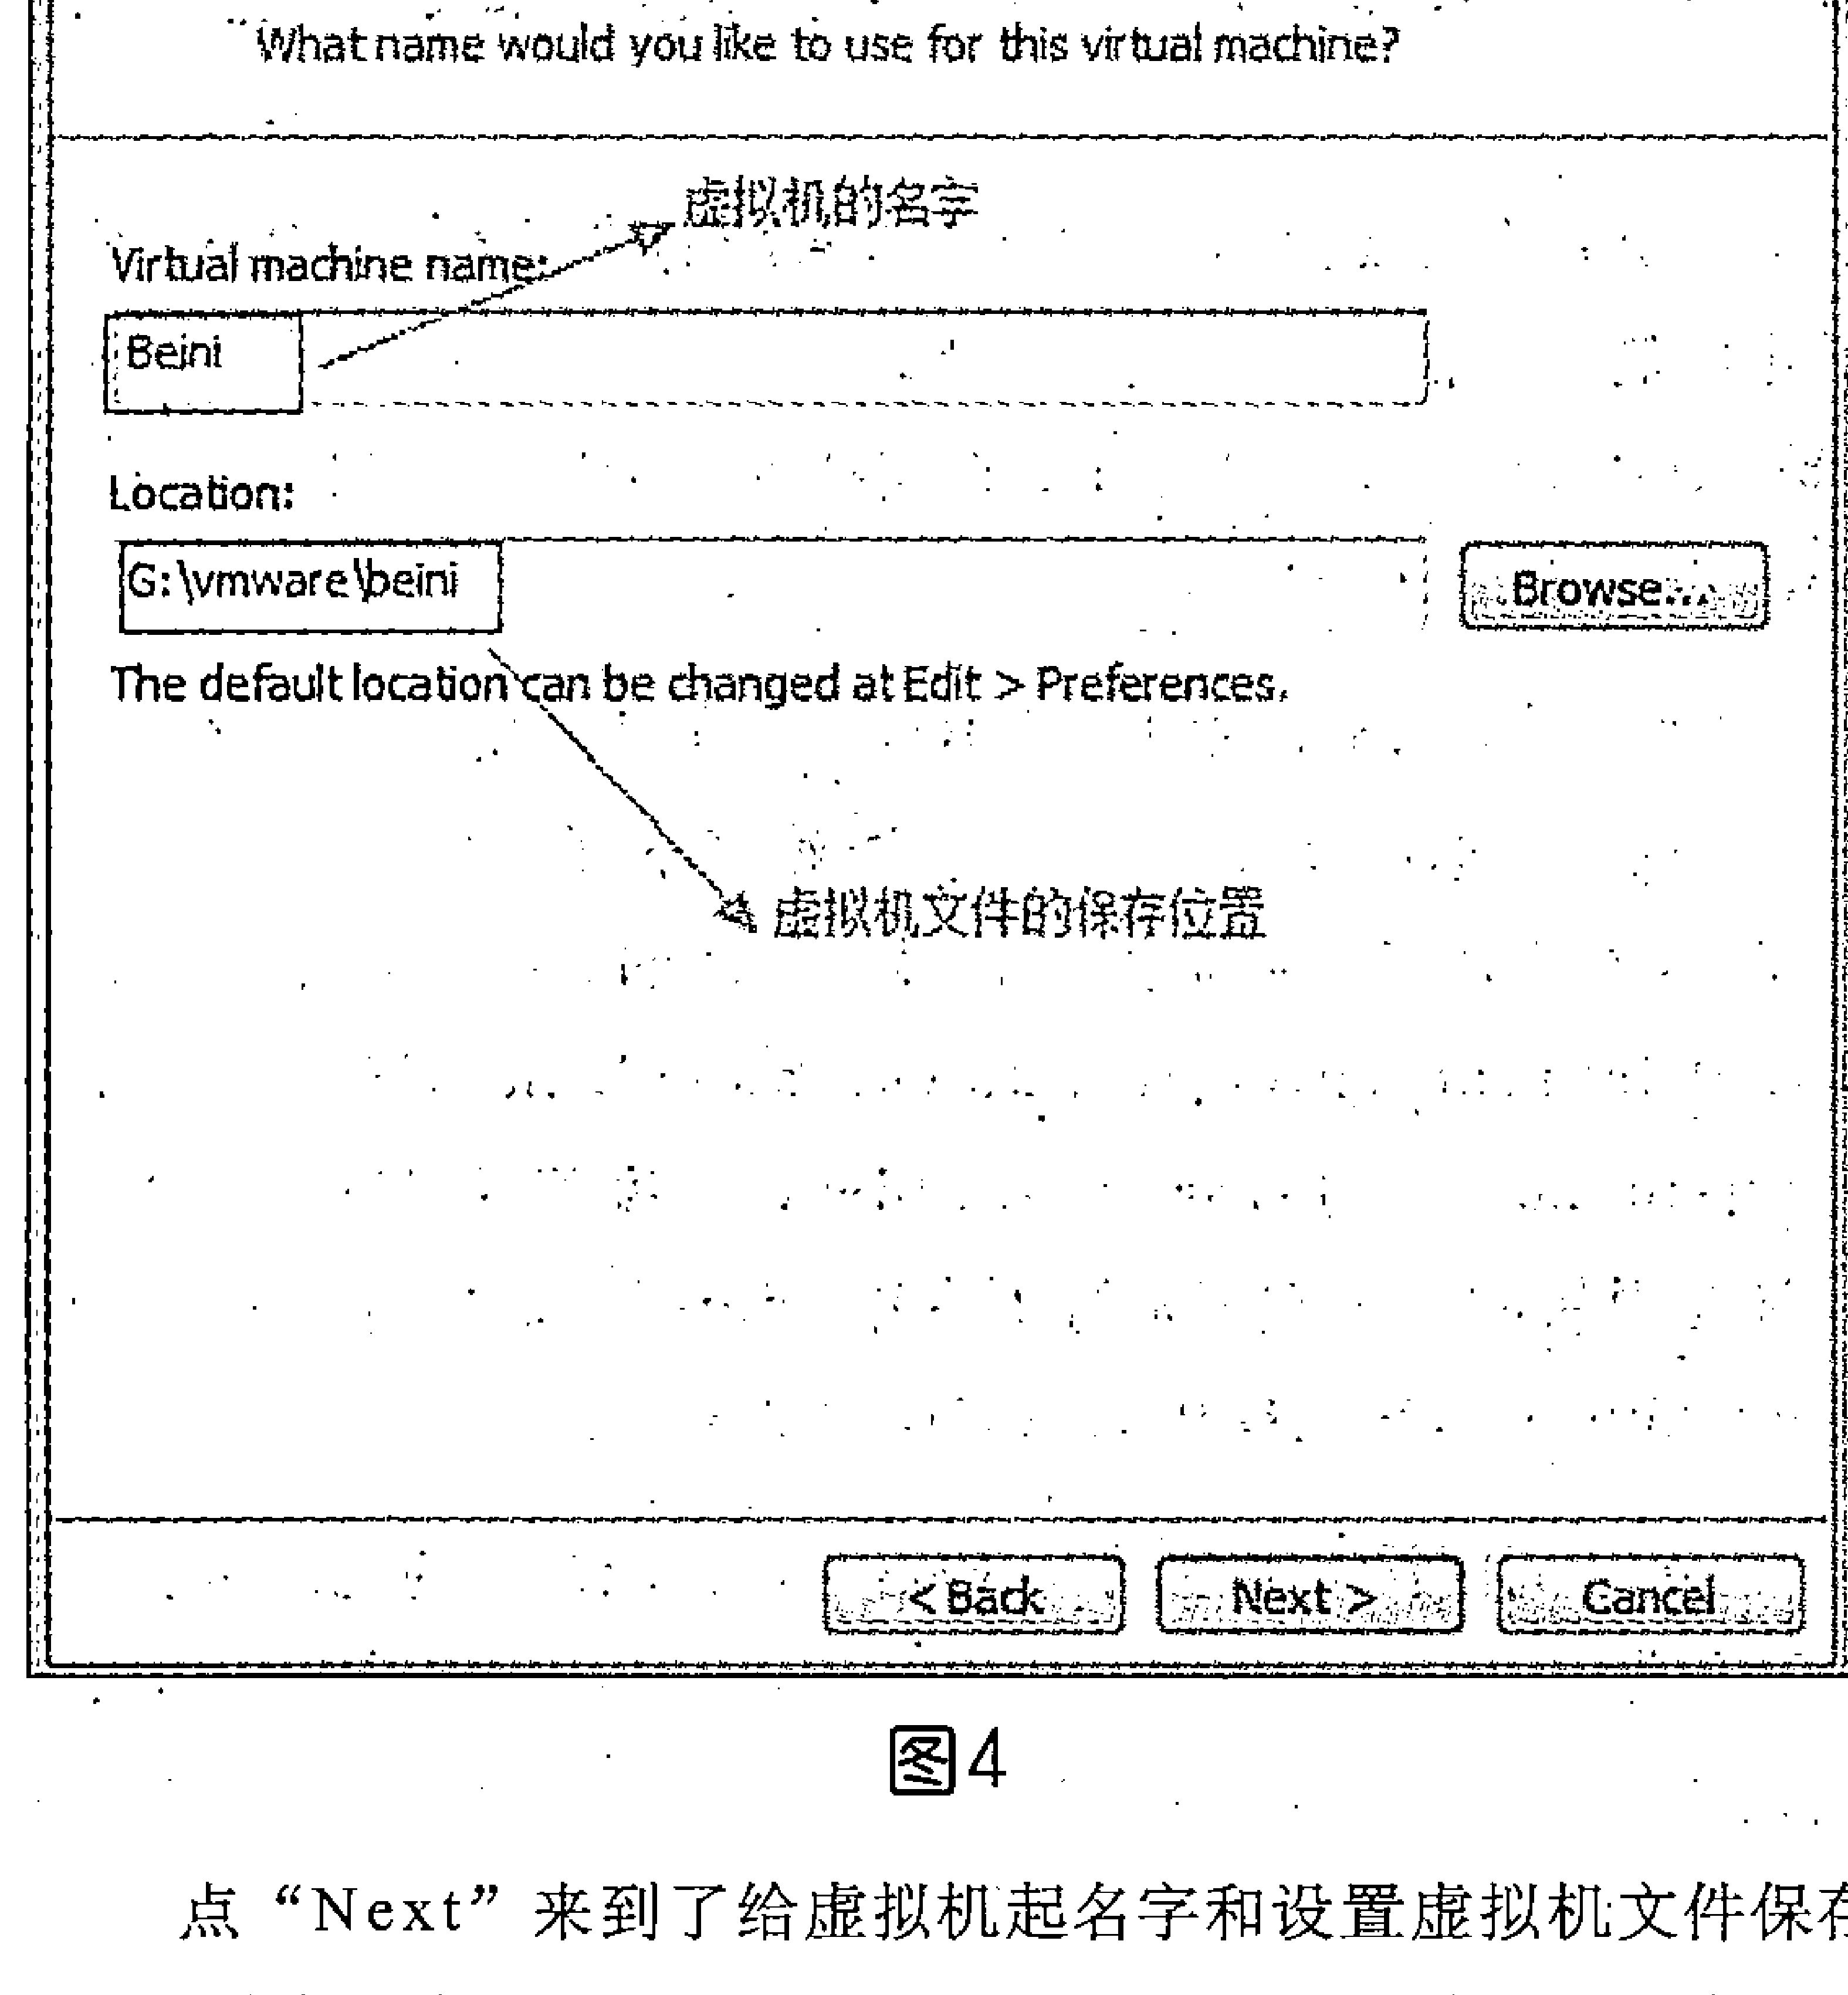 What name would you like to use for this virtual machine?
虚拟机的名字
Virtual machine name:
Beini
Location:
G:\vmware\beini
Browse...
The default location can be changed at Edit > Preferences.
虚拟机文件的保存位置
< Back
Next >
Cancel
图4
点“Next”来到了给虚拟机起名字和设置虚拟机文件保存